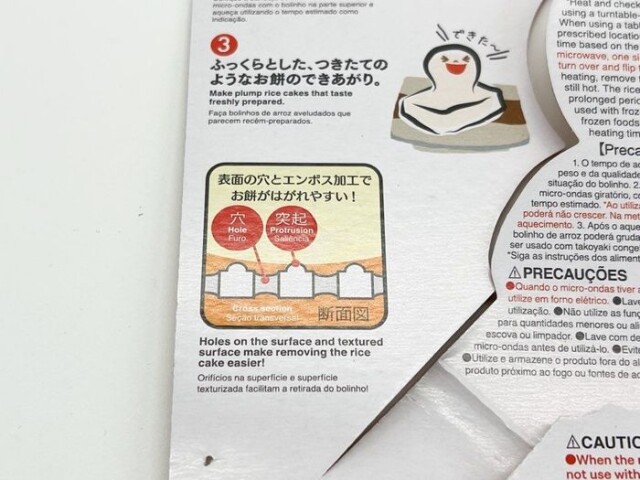 micro-ondas com o bolinho na parte superior a
aqueça utilizando o tempo estimado como
indicação.
3
ふっくらとした、つきたての
ようなお餅のできあがり。
Make plump rice cakes that taste
freshly prepared.
Faça bolinhos de arroz aveludados que
parecem recém-preparados.
できた〜
表面の穴とエンボス加工で
お餅がはがれやすい!
穴
Hole
Furo.
突起
Protrusion
Saliência.
Cross section
Seção transversal
断面図
Holes on the surface and textured
surface make removing the rice
cake easier!
Orifícios na superfície e superfície
texturizada facilitam a retirada do bolinho!
"Heat and check
using a turntable-
When using a tabl
prescribed location
time based on the
microwave, one si
turn over and flip t
heating, remove t
still hot. The rice
prolonged perio
used with froz
frozen foods
heating tim
【Preca
1. O tempo de aq
peso e da qualidade
situação do bolinho. 2.
micro-ondas giratório, co
tempo estimado. "Ao utiliza
poderá não crescer. Na me
aquecimento. 3. Após o aque
bolinho de arroz poderá grudar
ser usado com takoyaki congel
"Siga as instruções dos aliment
⚠PRECAUÇÕES
●Quando o micro-ondas tiver a
utilize em forno elétrico. ●Lave
utilização. ●Não utilize as funç
para quantidades menores ou ali
escova ou limpador. ●Lave com de
micro-ondas antes de utilizá-lo. ●Evite
●Utilize e armazene o produto fora do al
produto próximo ao fogo ou fontes de ac
⚠CAUTIO
●When the m
not use with